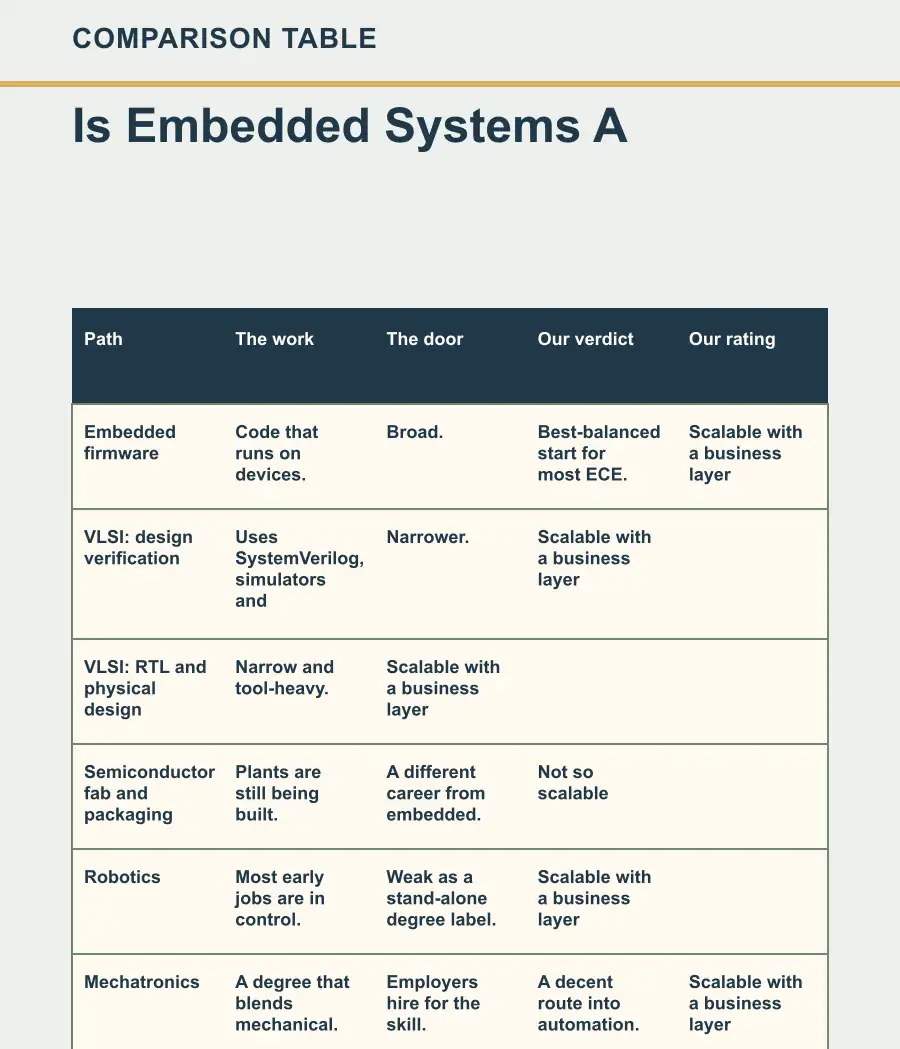 COMPARISON TABLE
Is Embedded Systems A
Path The work The door Our verdict Our rating
Embedded Code that Broad. Best-balanced Scalable with
firmware runs on start for a business
devices. most ECE. layer
VLSI: design Uses Narrower. Scalable with
verification SystemVerilog, a business
simulators layer
and
VLSI: RTL and Narrow and Scalable with
physical tool-heavy. a business
design layer
Semiconductor Plants are A different Not so
fab and still being career from scalable
packaging built. embedded.
Robotics Most early Weak as a Scalable with
jobs are in stand-alone a business
control. degree label. layer
Mechatronics A degree that Employers A decent Scalable with
blends hire for the route into a business
mechanical. skill. automation. layer